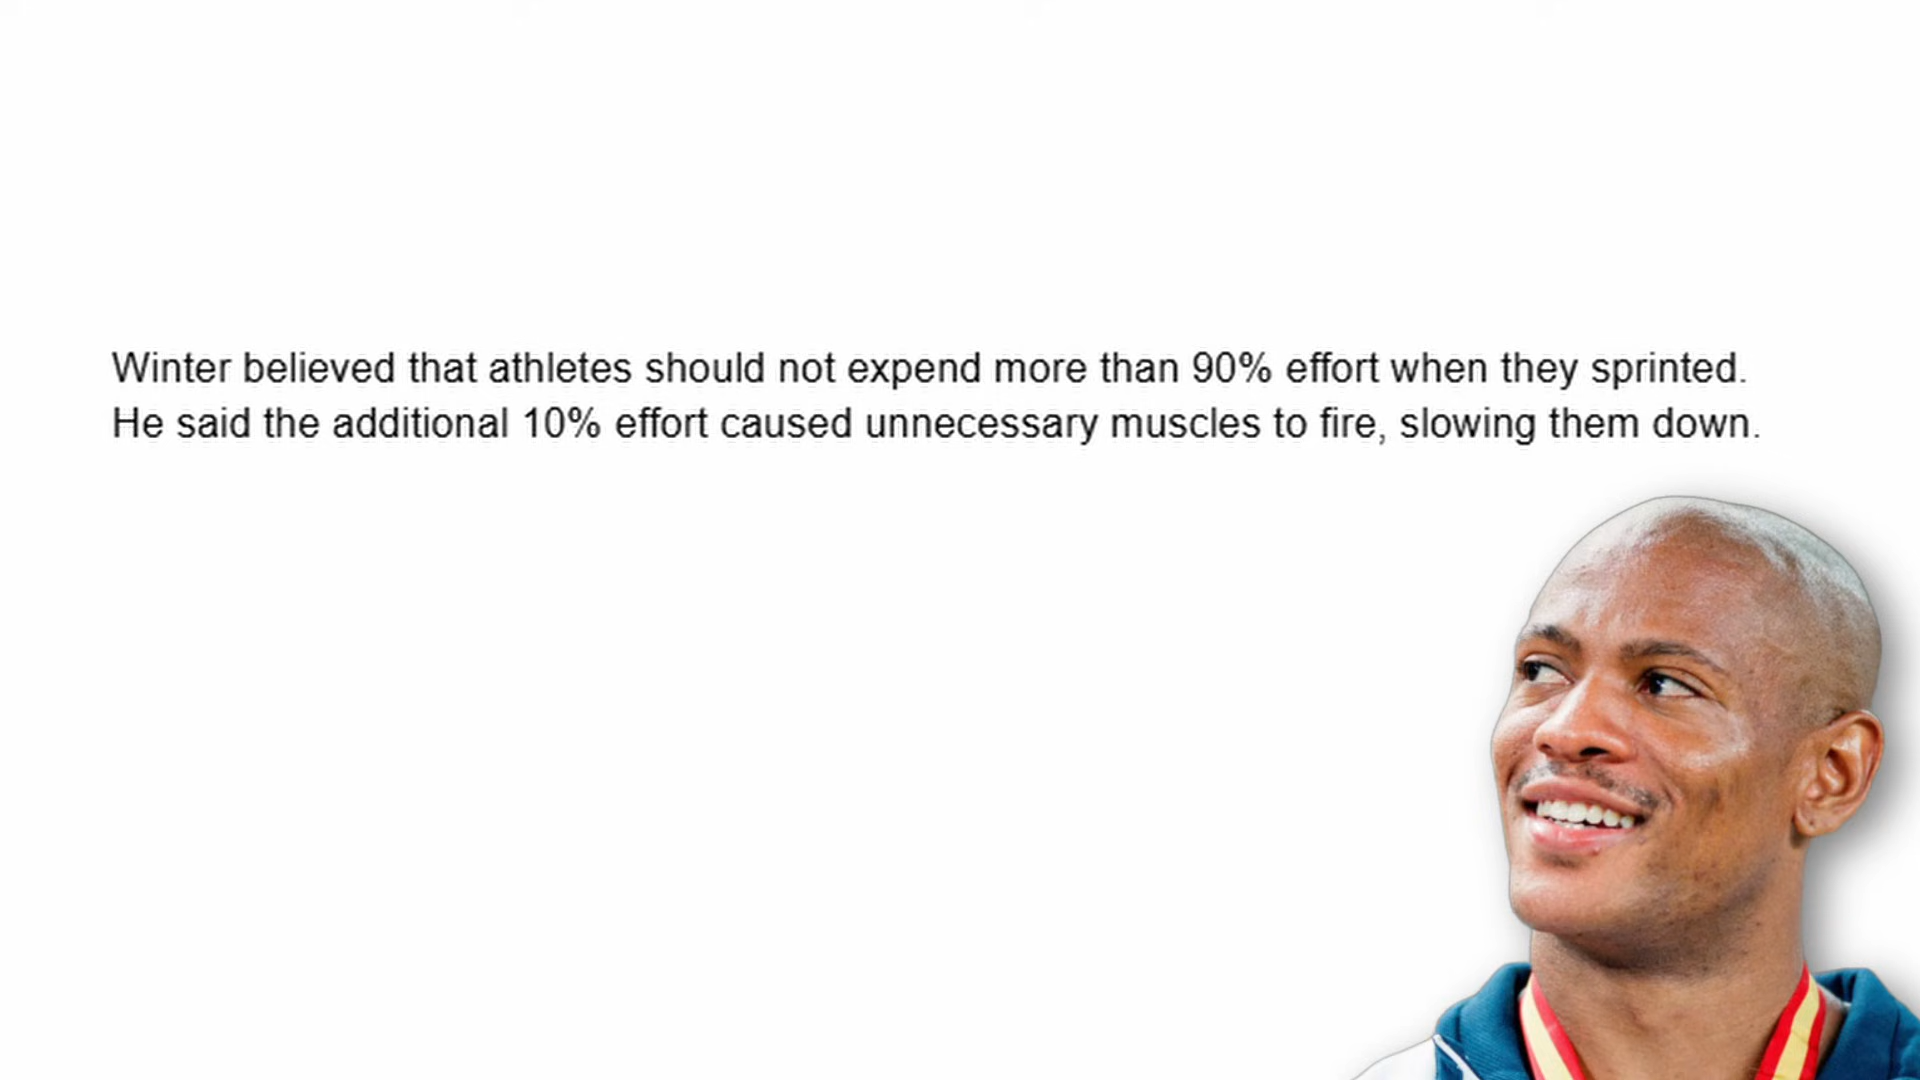 Winter believed that athletes should not expend more than 90% effort when they sprinted.
He said the additional 10% effort caused unnecessary muscles to fire, slowing them down.